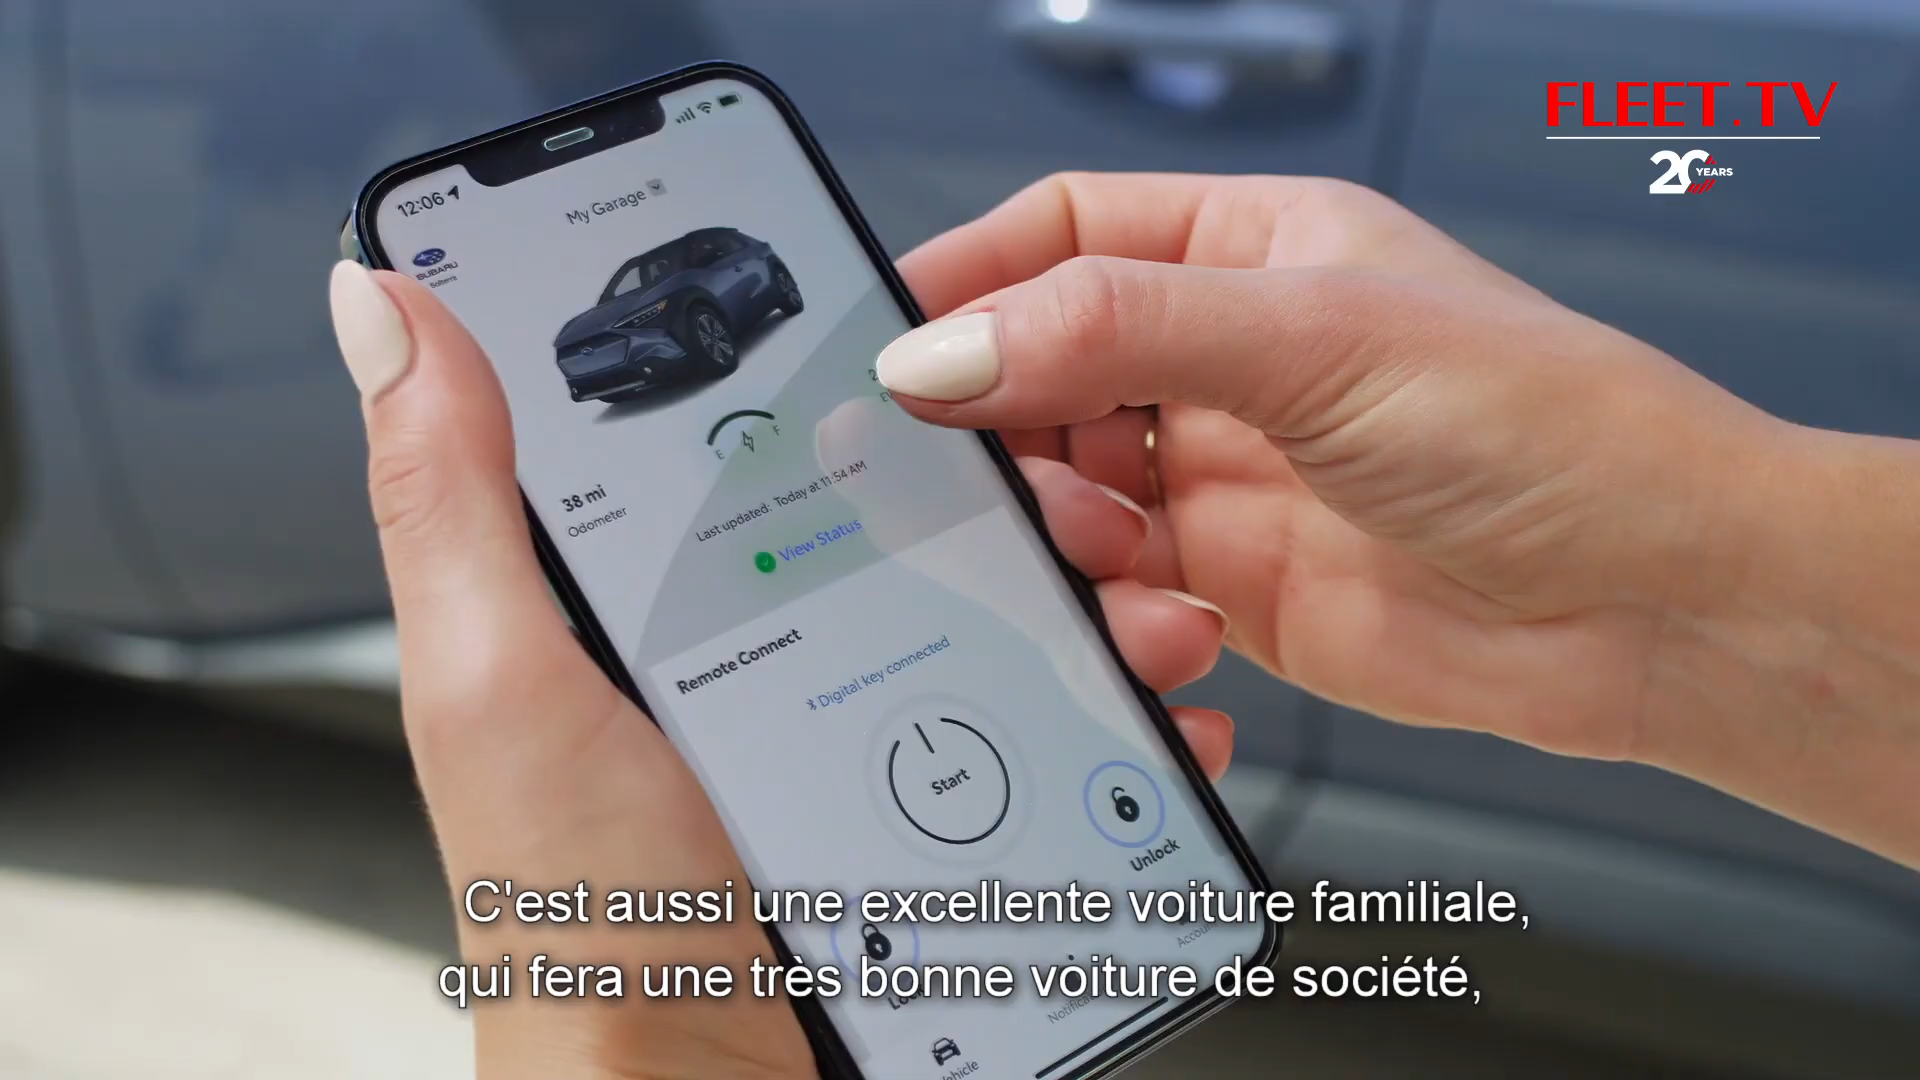 FLEET.TV
20 YEARS
12:06
My Garage
SUBARU
Solterra
E
F
38 mi
Odometer
Last updated: Today at 11:54 AM
View Status
Remote Connect
Digital key connected
Start
Unlock
C'est aussi une excellente voiture familiale,
qui fera une très bonne voiture de société,